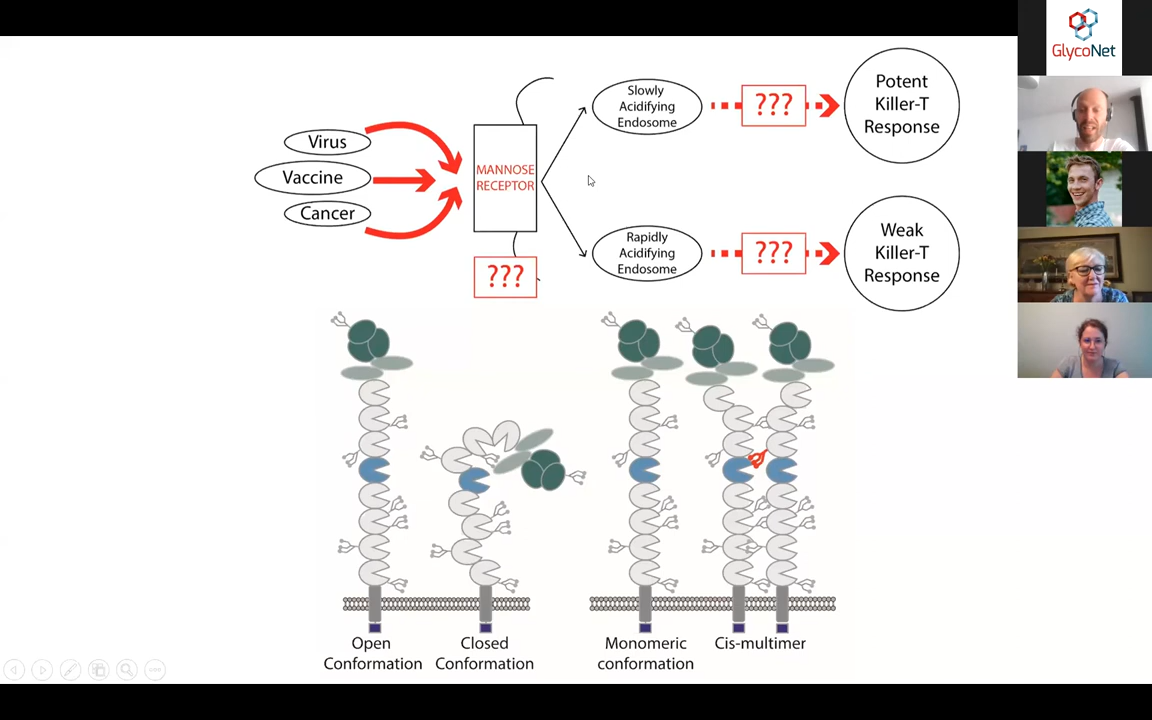 GlycoNet
Virus
Vaccine
Cancer
MANNOSE
RECEPTOR
???
Slowly
Acidifying
Endosome
???
Potent
Killer-T
Response
Rapidly
Acidifying
Endosome
???
Weak
Killer-T
Response
Open
Conformation
Closed
Conformation
Monomeric
conformation
Cis-multimer